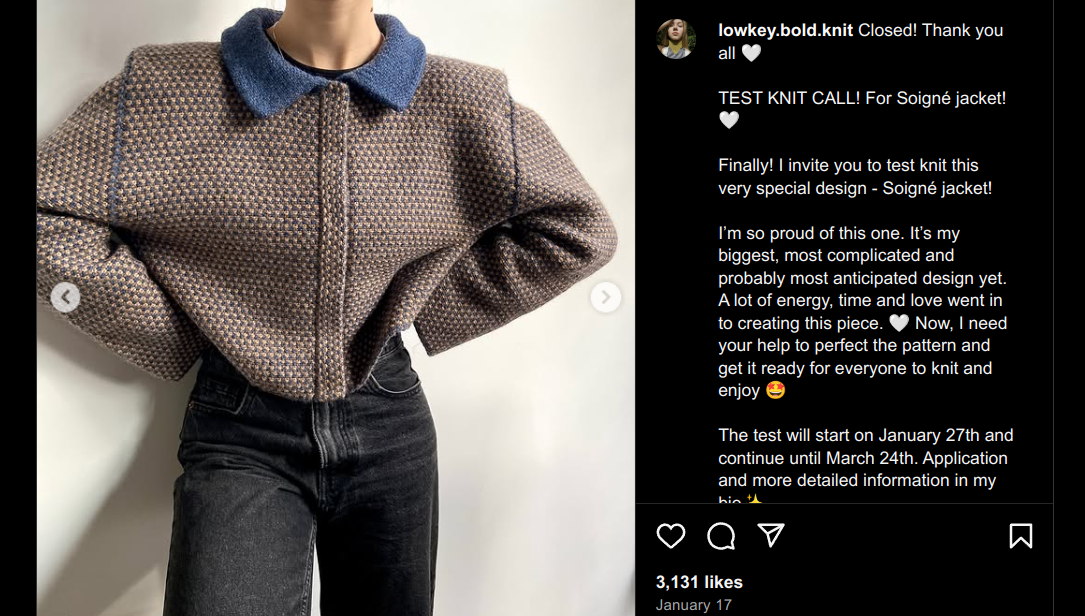 lowkey.bold.knit Closed! Thank you
all 🤍
TEST KNIT CALL! For Soigné jacket!
🤍
Finally! I invite you to test knit this
very special design - Soigné jacket!
I’m so proud of this one. It’s my
biggest, most complicated and
probably most anticipated design yet.
A lot of energy, time and love went in
to creating this piece. 🤍 Now, I need
your help to perfect the pattern and
get it ready for everyone to knit and
enjoy 🤩
The test will start on January 27th and
continue until March 24th. Application
and more detailed information in my
bio ✨
3,131 likes
January 17